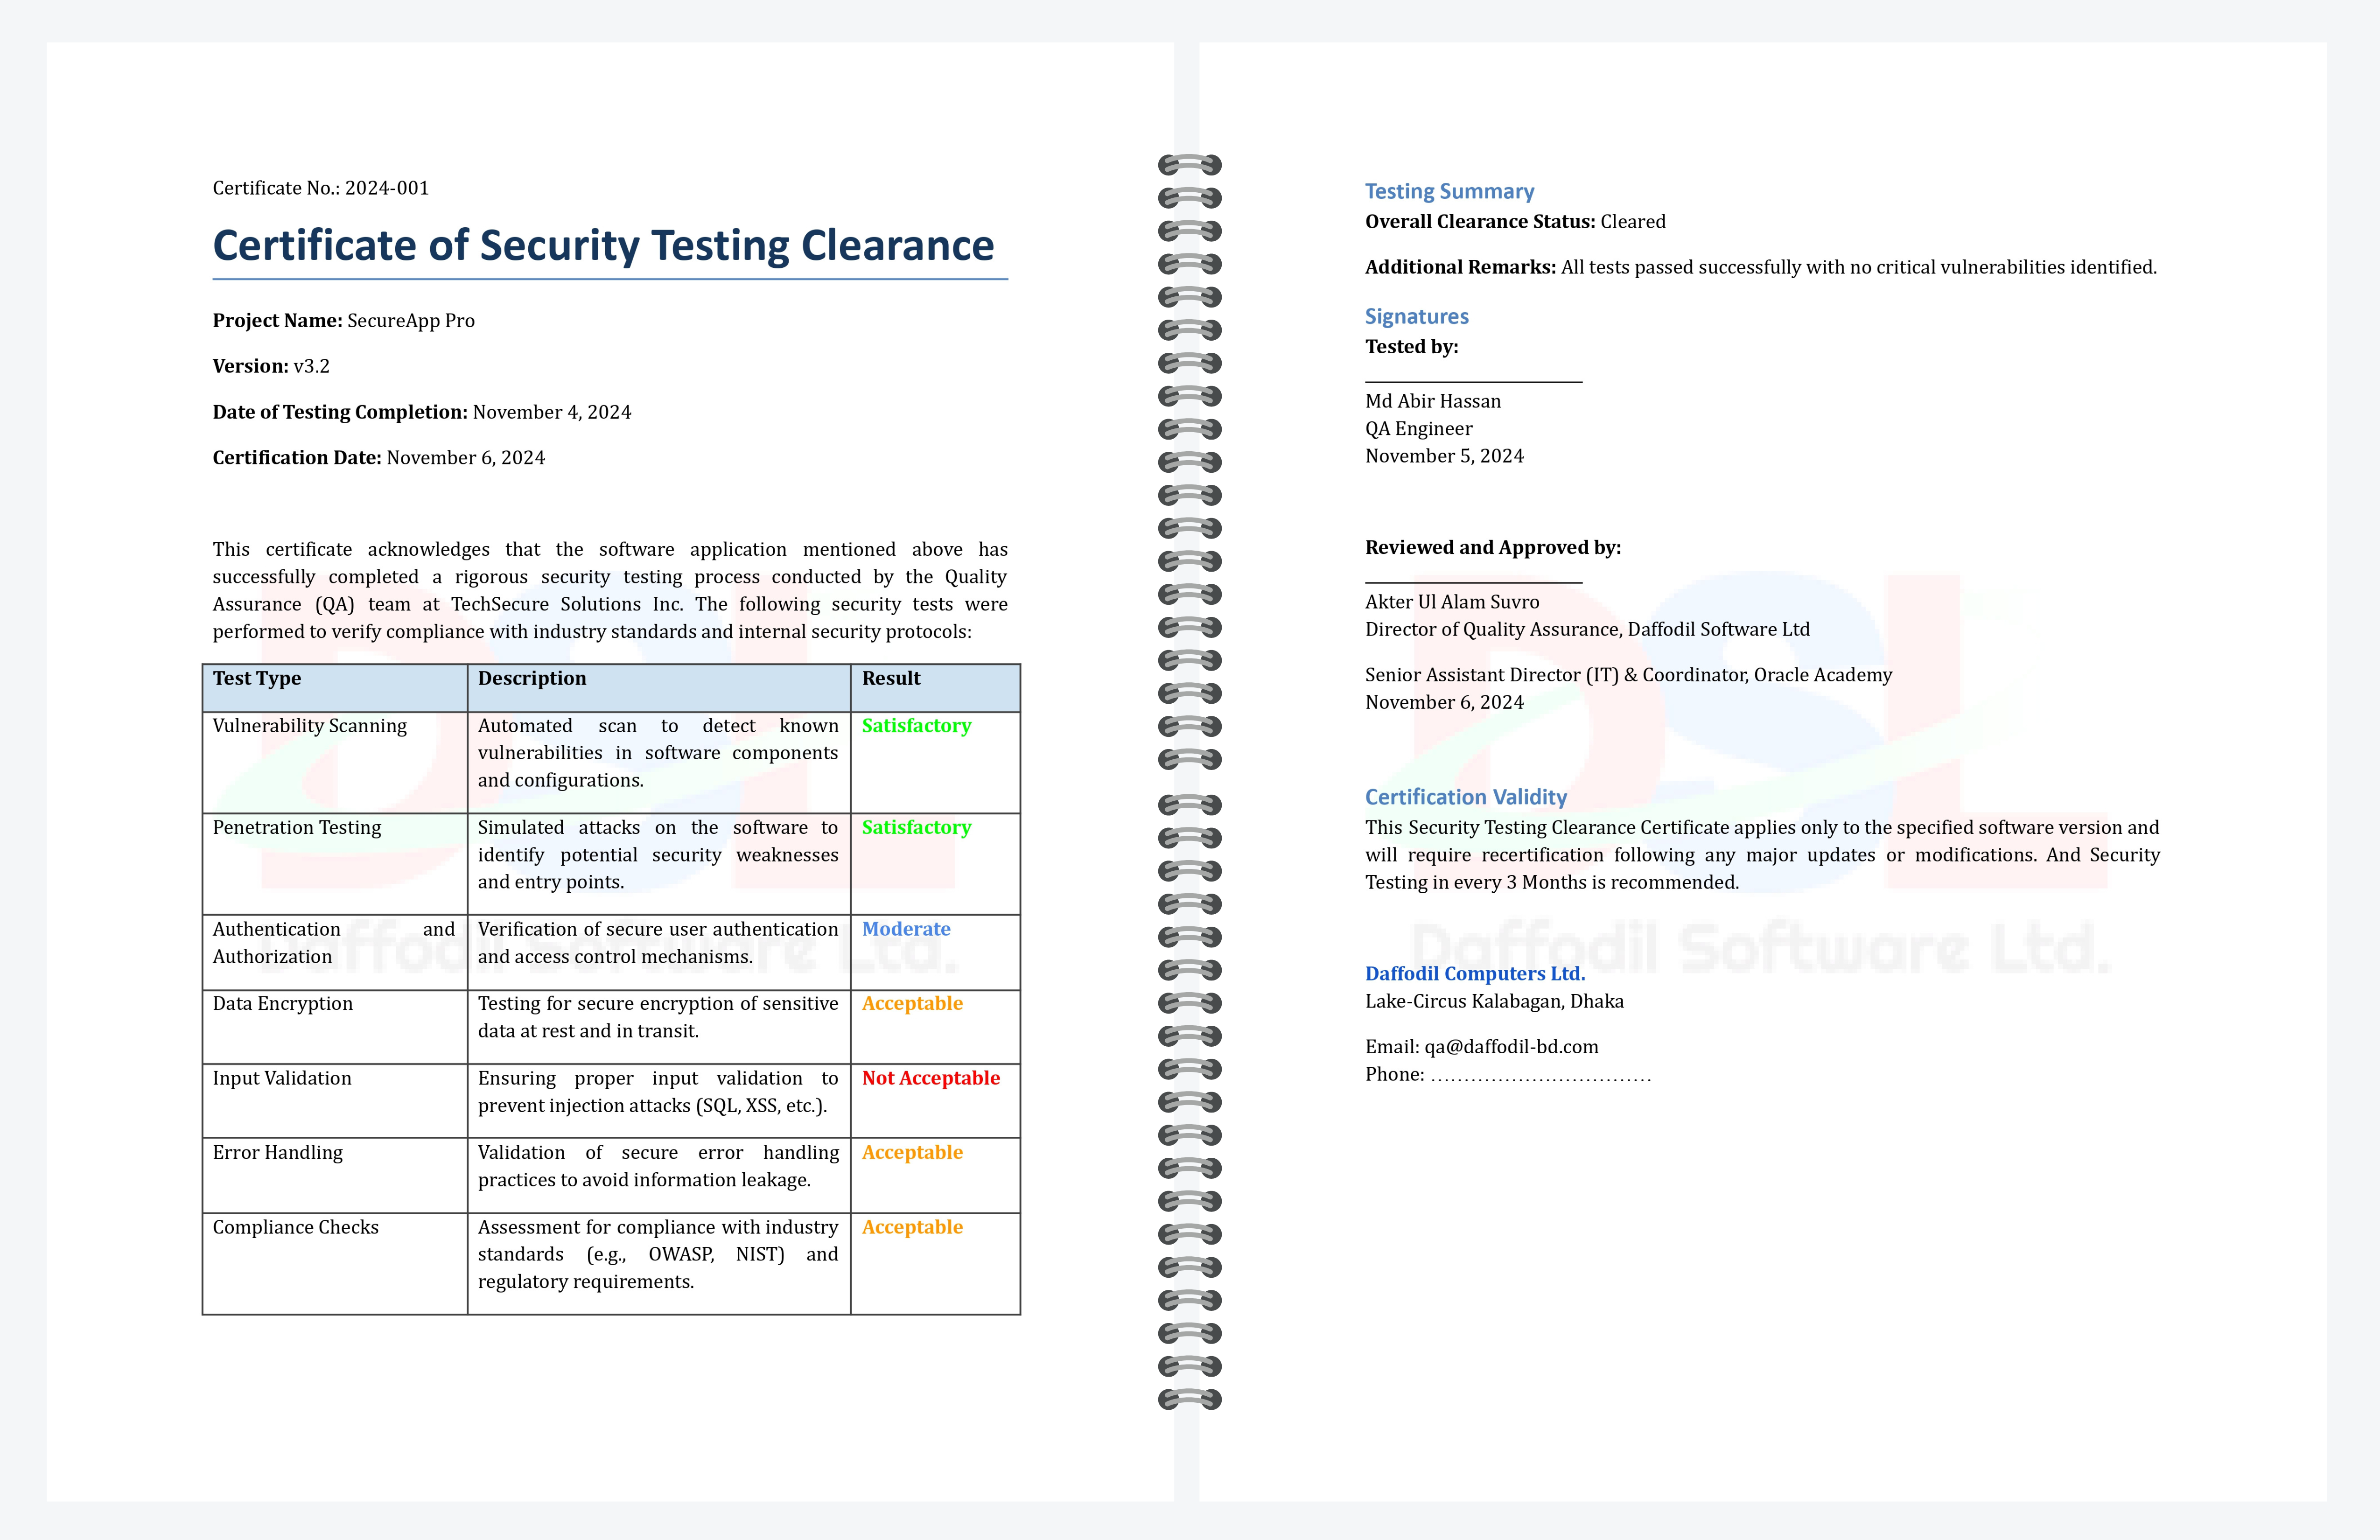 Certificate No.: 2024-001
Certificate of Security Testing Clearance
Project Name: SecureApp Pro
Version: v3.2
Date of Testing Completion: November 4, 2024
Certification Date: November 6, 2024
This certificate acknowledges that the software application mentioned above has
successfully completed a rigorous security testing process conducted by the Quality
Assurance (QA) team at TechSecure Solutions Inc. The following security tests were
performed to verify compliance with industry standards and internal security protocols:
Test Type Description Result
Vulnerability Scanning Automated scan to detect known Satisfactory
vulnerabilities in software components
and configurations.
Penetration Testing Simulated attacks on the software to Satisfactory
identify potential security weaknesses
and entry points.
Authentication and Verification of secure user authentication Moderate
Authorization and access control mechanisms.
Data Encryption Testing for secure encryption of sensitive Acceptable
data at rest and in transit.
Input Validation Ensuring proper input validation to Not Acceptable
prevent injection attacks (SQL, XSS, etc.).
Error Handling Validation of secure error handling Acceptable
practices to avoid information leakage.
Compliance Checks Assessment for compliance with industry Acceptable
standards (e.g., OWASP, NIST) and
regulatory requirements.
DSL
Daffodil Software Ltd.
Testing Summary
Overall Clearance Status: Cleared
Additional Remarks: All tests passed successfully with no critical vulnerabilities identified.
Signatures
Tested by:
Md Abir Hassan
QA Engineer
November 5, 2024
Reviewed and Approved by:
Akter Ul Alam Suvro
Director of Quality Assurance, Daffodil Software Ltd
Senior Assistant Director (IT) & Coordinator, Oracle Academy
November 6, 2024
Certification Validity
This Security Testing Clearance Certificate applies only to the specified software version and
will require recertification following any major updates or modifications. And Security
Testing in every 3 Months is recommended.
Daffodil Computers Ltd.
Lake-Circus Kalabagan, Dhaka
Email: qa@daffodil-bd.com
Phone: ……………………………
DSL
Daffodil Software Ltd.